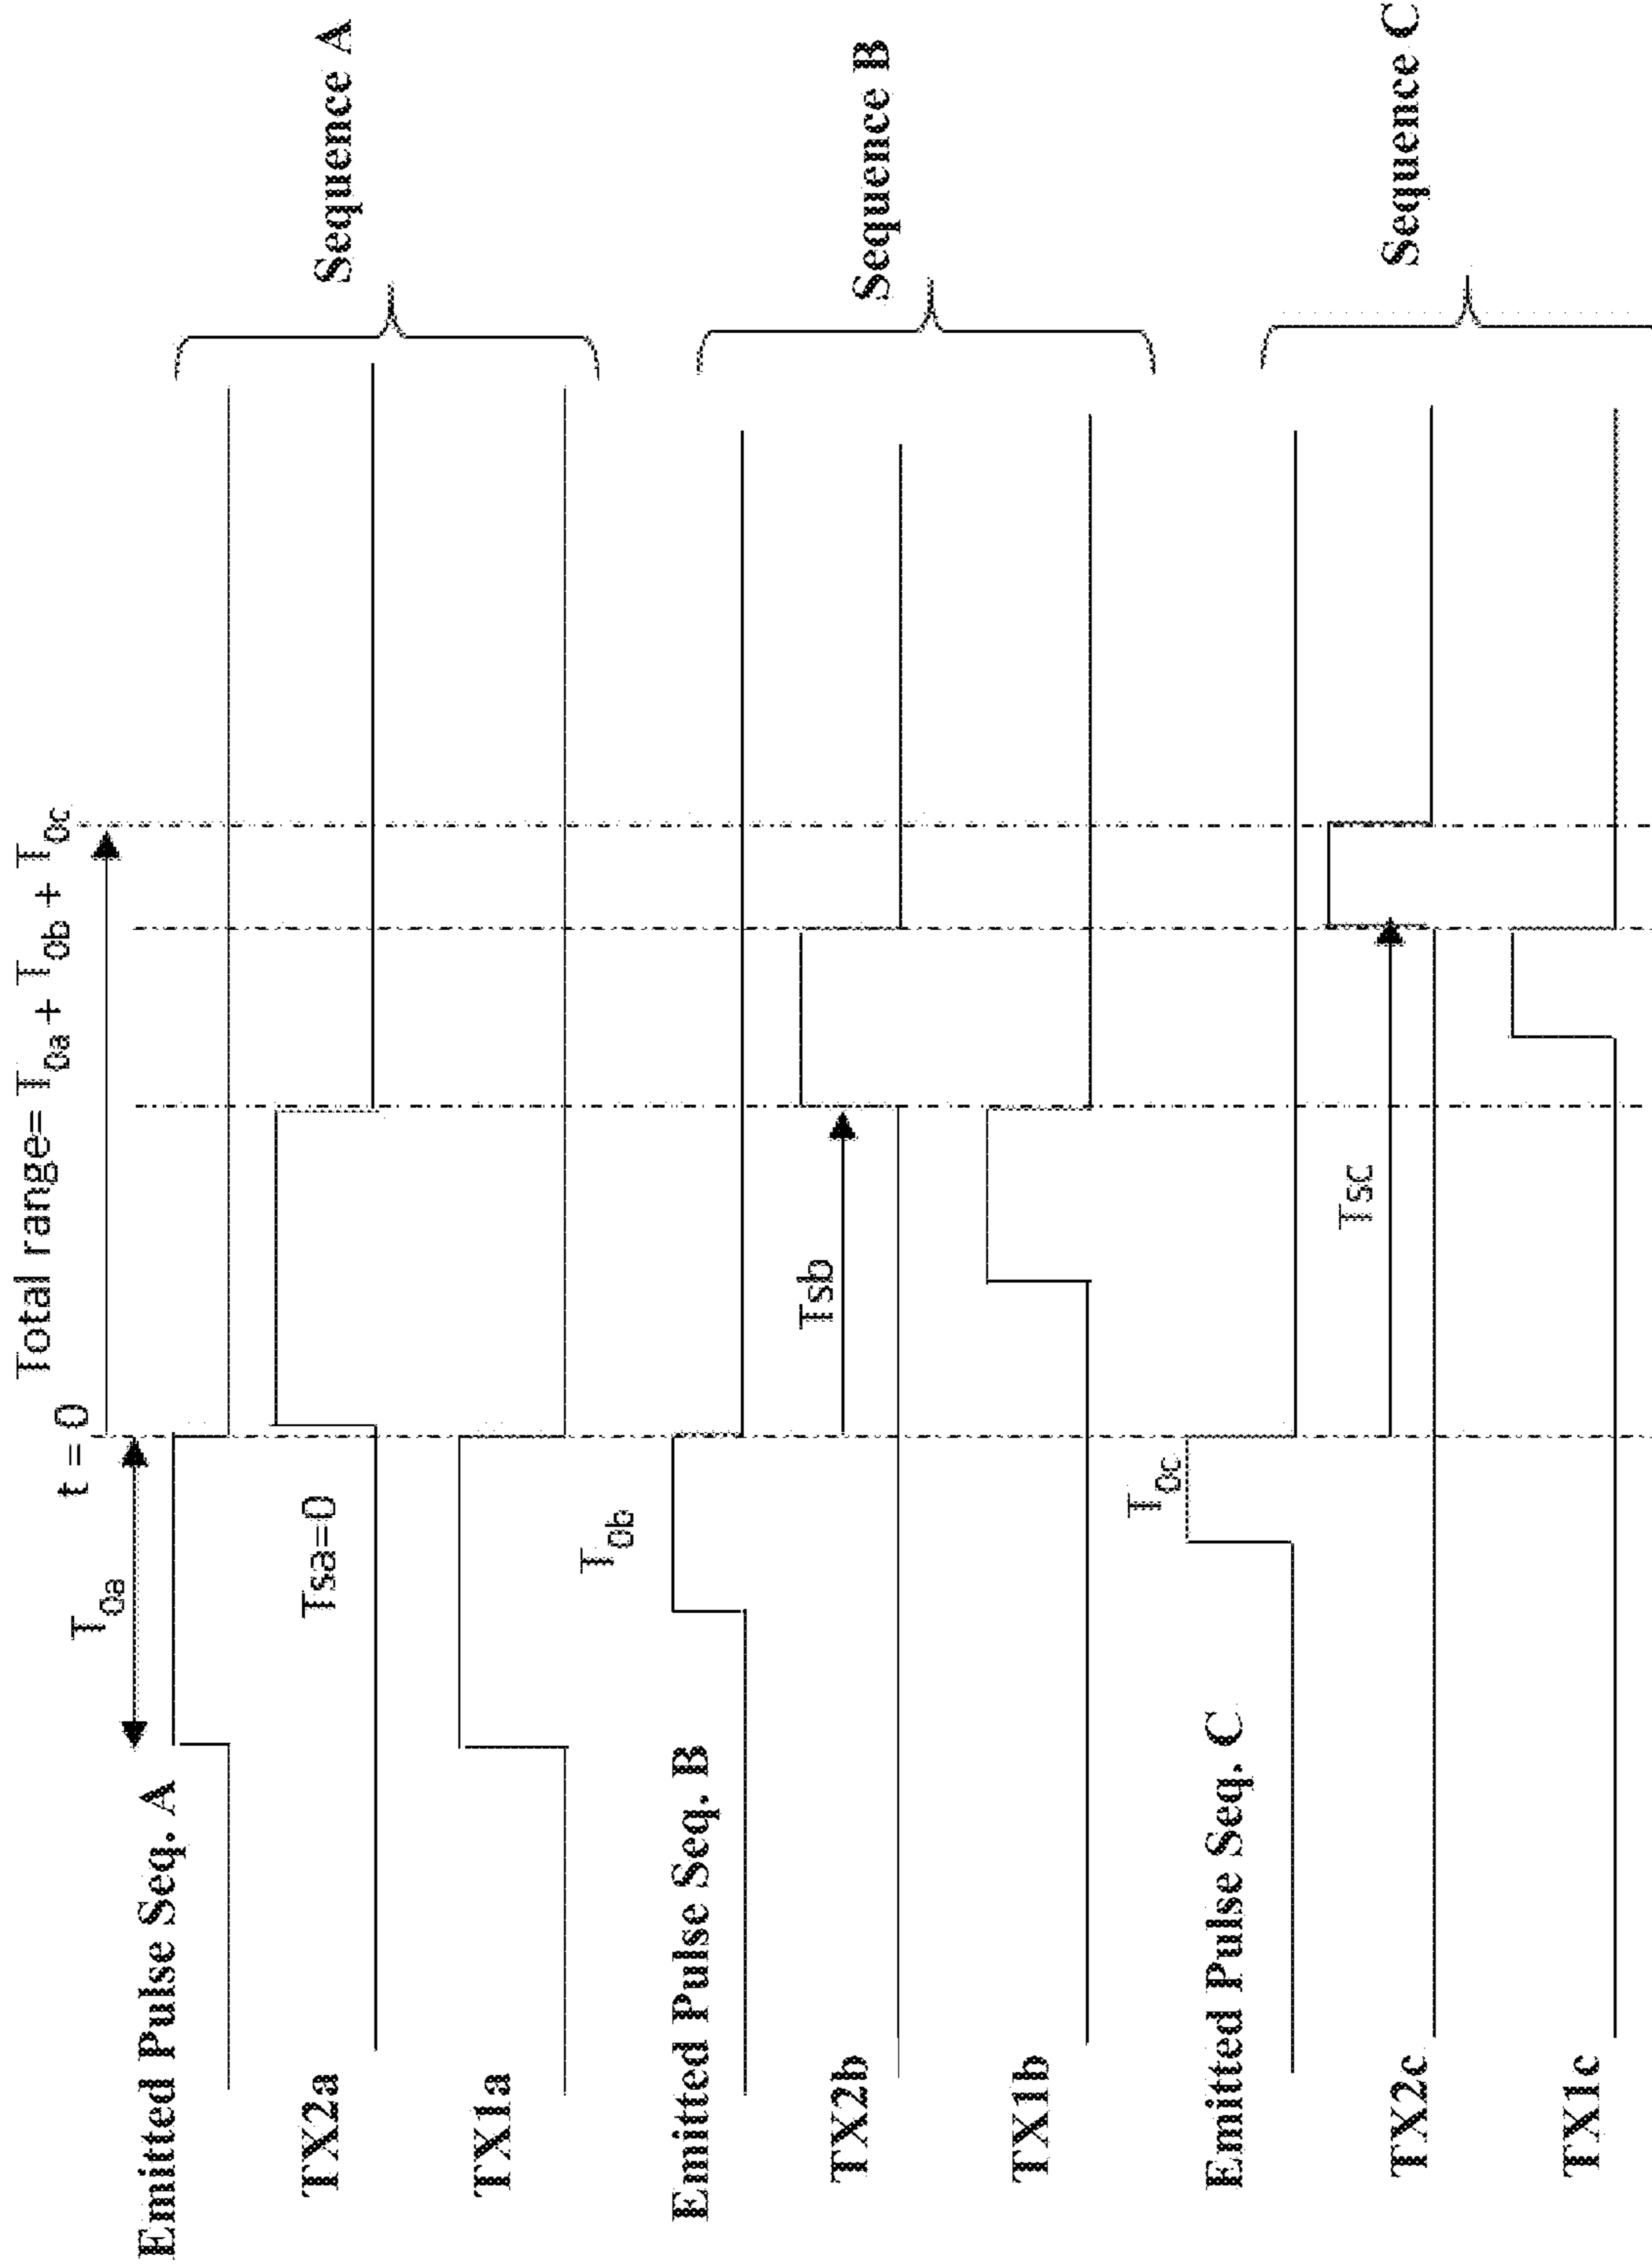 Total range= T0a + T0b + T0c
t = 0
T0a
Emitted Pulse Seq. A
TX2a
Tsa=0
TX1a
Sequence A
T0b
Emitted Pulse Seq. B
TX2b
Tsb
TX1b
Sequence B
T0c
Emitted Pulse Seq. C
TX2c
Tsc
TX1c
Sequence C